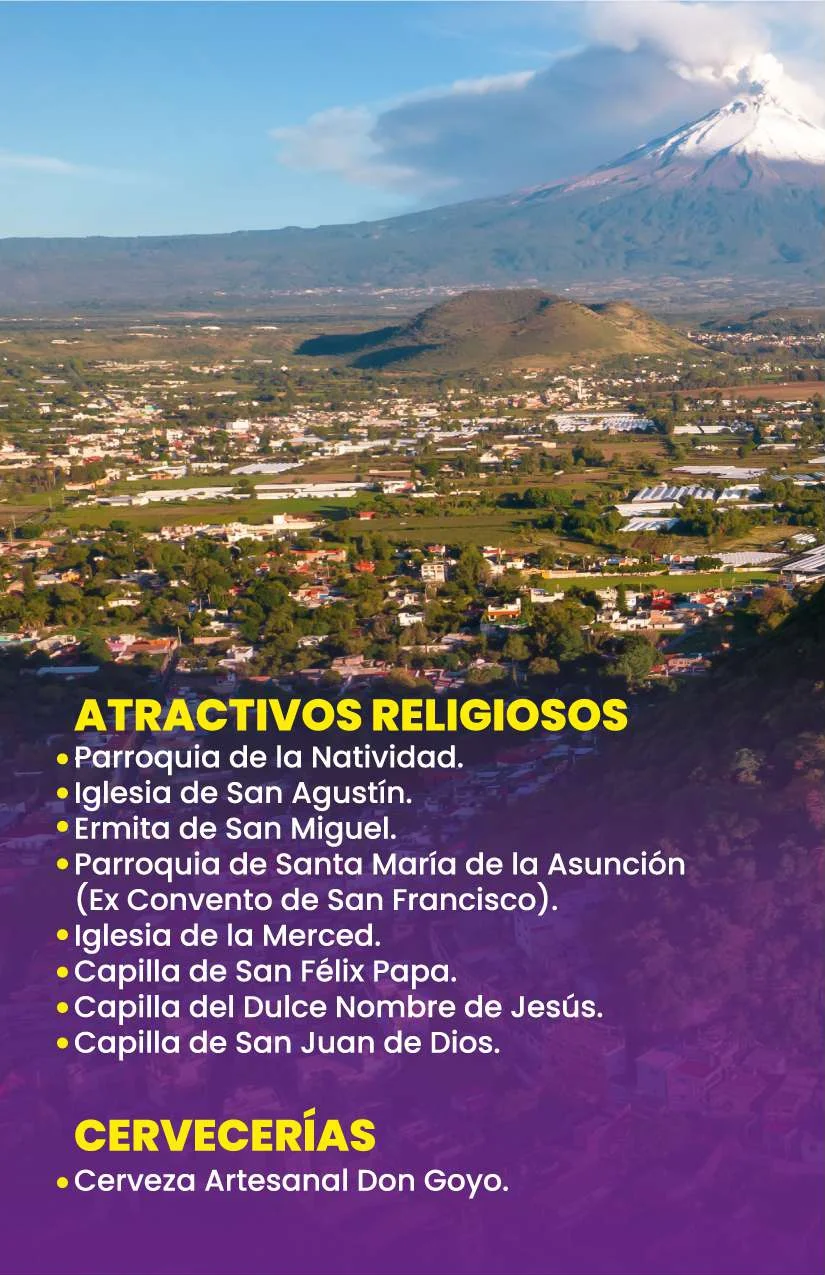 ATRACTIVOS RELIGIOSOS
• Parroquia de la Natividad.
• Iglesia de San Agustín.
• Ermita de San Miguel.
• Parroquia de Santa María de la Asunción
(Ex Convento de San Francisco).
• Iglesia de la Merced.
• Capilla de San Félix Papa.
• Capilla del Dulce Nombre de Jesús.
• Capilla de San Juan de Dios.
CERVECERÍAS
• Cerveza Artesanal Don Goyo.